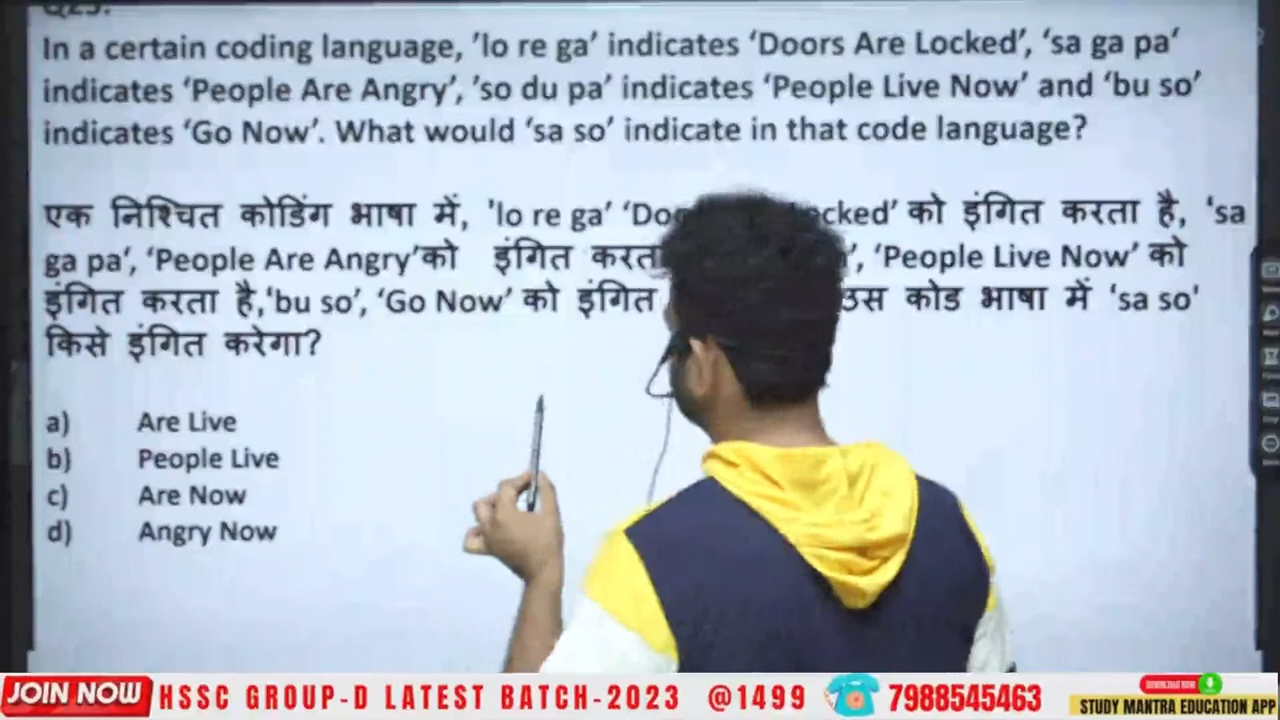 In a certain coding language, 'lo re ga' indicates ‘Doors Are Locked’, ‘sa ga pa‘
indicates ‘People Are Angry’, 'so du pa’ indicates ‘People Live Now’ and ‘bu so’
indicates ‘Go Now’. What would ‘sa so’ indicate in that code language?
एक निश्चित कोडिंग भाषा में, 'lo re ga’ ‘Do cked’ को इंगित करता है, ‘sa
ga pa‘, ‘People Are Angry’को इंगित करता ‘People Live Now’ को
इंगित करता है,‘bu so’, ‘Go Now’ को इंगित उस कोड भाषा में ‘sa so’
किसे इंगित करेगा?
a) Are Live
b) People Live
c) Are Now
d) Angry Now
JOIN NOW HSSC GROUP-D LATEST BATCH-2023 @1499 7988545463
DOWNLOAD NOW
STUDY MANTRA EDUCATION APP